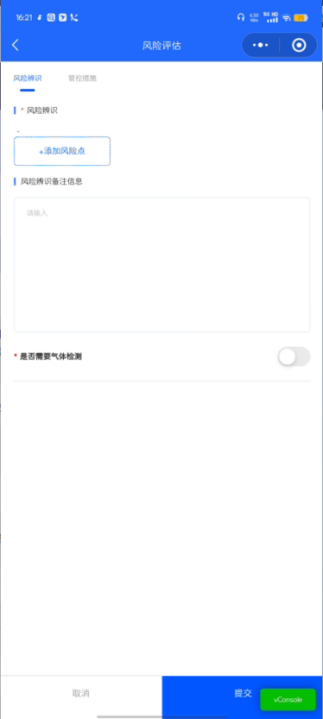 16:21
风险评估
风险辨识 管控措施
* 风险辨识
+添加风险点
风险辨识备注信息
请输入
* 是否需要气体检测
取消 提交
vConsole